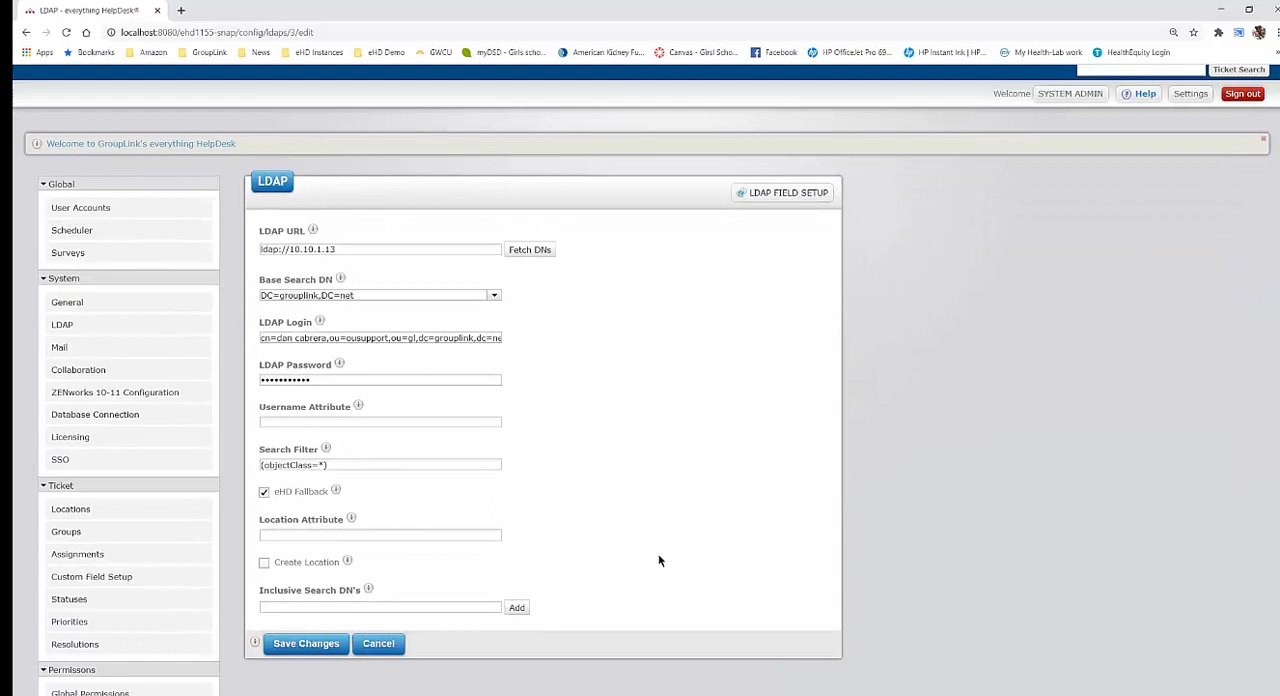 LDAP - everything HelpDesk®
localhost:8080/ehd1155-snap/config/ldaps/3/edit
Apps Bookmarks Amazon GroupLink News eHD Instances eHD Demo GWCU myDSD - Girls scho... American Kidney Fu... Canvas - Girsl Schoo... Facebook HP OfficeJet Pro 69... HP Instant Ink | HP... My Health-Lab work HealthEquity Login
Ticket Search
Welcome SYSTEM ADMIN Help Settings Sign out
Welcome to GroupLink's everything HelpDesk
Global
User Accounts
Scheduler
Surveys
System
General
LDAP
Mail
Collaboration
ZENworks 10-11 Configuration
Database Connection
Licensing
SSO
Ticket
Locations
Groups
Assignments
Custom Field Setup
Statuses
Priorities
Resolutions
Permissons
Global Permissions
LDAP
LDAP FIELD SETUP
LDAP URL
ldap://10.10.1.13 Fetch DNs
Base Search DN
DC=grouplink,DC=net
LDAP Login
cn=dan cabrera,ou=ousupport,ou=gl,dc=grouplink,dc=ne
LDAP Password
•••••••••••
Username Attribute
Search Filter
(objectClass=*)
eHD Fallback
Location Attribute
Create Location
Inclusive Search DN's
Add
Save Changes Cancel